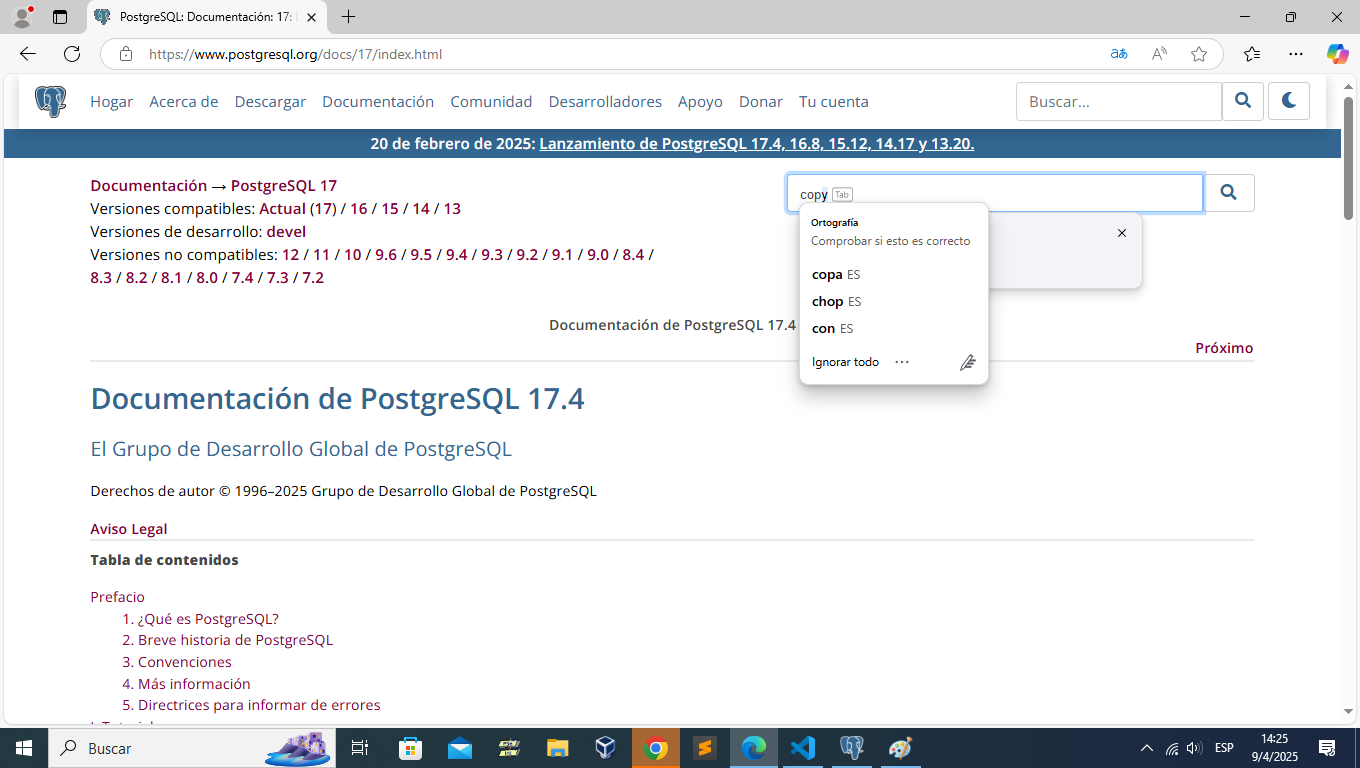 PostgreSQL: Documentación: 17:
https://www.postgresql.org/docs/17/index.html
Hogar Acerca de Descargar Documentación Comunidad Desarrolladores Apoyo Donar Tu cuenta Buscar...
20 de febrero de 2025: Lanzamiento de PostgreSQL 17.4, 16.8, 15.12, 14.17 y 13.20.
Documentación → PostgreSQL 17
Versiones compatibles: Actual (17) / 16 / 15 / 14 / 13
Versiones de desarrollo: devel
Versiones no compatibles: 12 / 11 / 10 / 9.6 / 9.5 / 9.4 / 9.3 / 9.2 / 9.1 / 9.0 / 8.4 /
8.3 / 8.2 / 8.1 / 8.0 / 7.4 / 7.3 / 7.2
copy Tab
Ortografía
Comprobar si esto es correcto
copa ES
chop ES
con ES
Ignorar todo ...
Documentación de PostgreSQL 17.4
Próximo
Documentación de PostgreSQL 17.4
El Grupo de Desarrollo Global de PostgreSQL
Derechos de autor © 1996–2025 Grupo de Desarrollo Global de PostgreSQL
Aviso Legal
Tabla de contenidos
Prefacio
1. ¿Qué es PostgreSQL?
2. Breve historia de PostgreSQL
3. Convenciones
4. Más información
5. Directrices para informar de errores
Buscar
ESP
14:25
9/4/2025